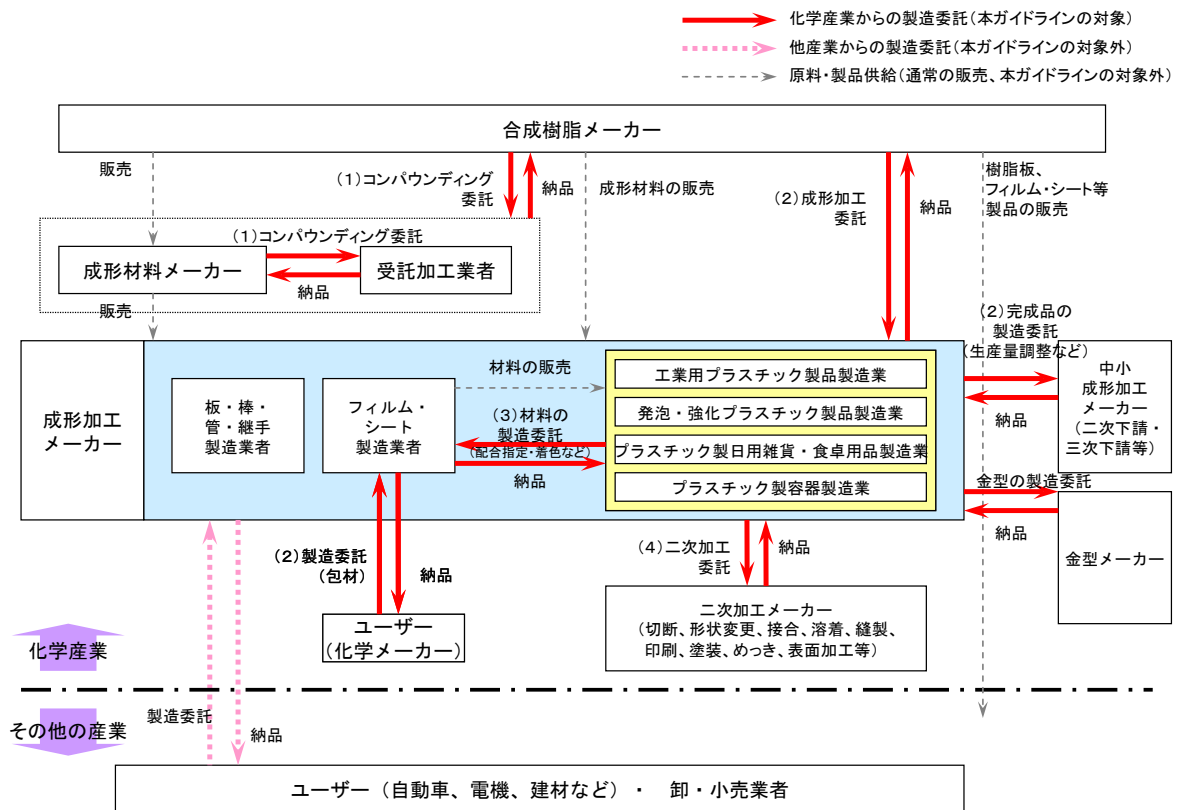 化学産業からの製造委託（本ガイドラインの対象）
他産業からの製造委託（本ガイドラインの対象外）
原料・製品供給（通常の販売、本ガイドラインの対象外）
合成樹脂メーカー
販売
（1）コンパウンディング
委託
納品
成形材料の販売
（2）成形加工
委託
納品
樹脂板、
フィルム・シート等
製品の販売
（1）コンパウンディング委託
成形材料メーカー
受託加工業者
納品
販売
（2）完成品の
製造委託
（生産量調整など）
納品
中小
成形加工
メーカー
（二次下請・
三次下請等）
成形加工
メーカー
板・棒・
管・継手
製造業者
フィルム・
シート
製造業者
材料の販売
（3）材料の
製造委託
（配合指定・着色など）
納品
工業用プラスチック製品製造業
発泡・強化プラスチック製品製造業
プラスチック製日用雑貨・食卓用品製造業
プラスチック製容器製造業
金型の製造委託
納品
金型メーカー
（2）製造委託
（包材）
納品
（4）二次加工
委託
納品
ユーザー
（化学メーカー）
二次加工メーカー
（切断、形状変更、接合、溶着、縫製、
印刷、塗装、めっき、表面加工等）
化学産業
その他の産業
製造委託
納品
ユーザー（自動車、電機、建材など）・　卸・小売業者